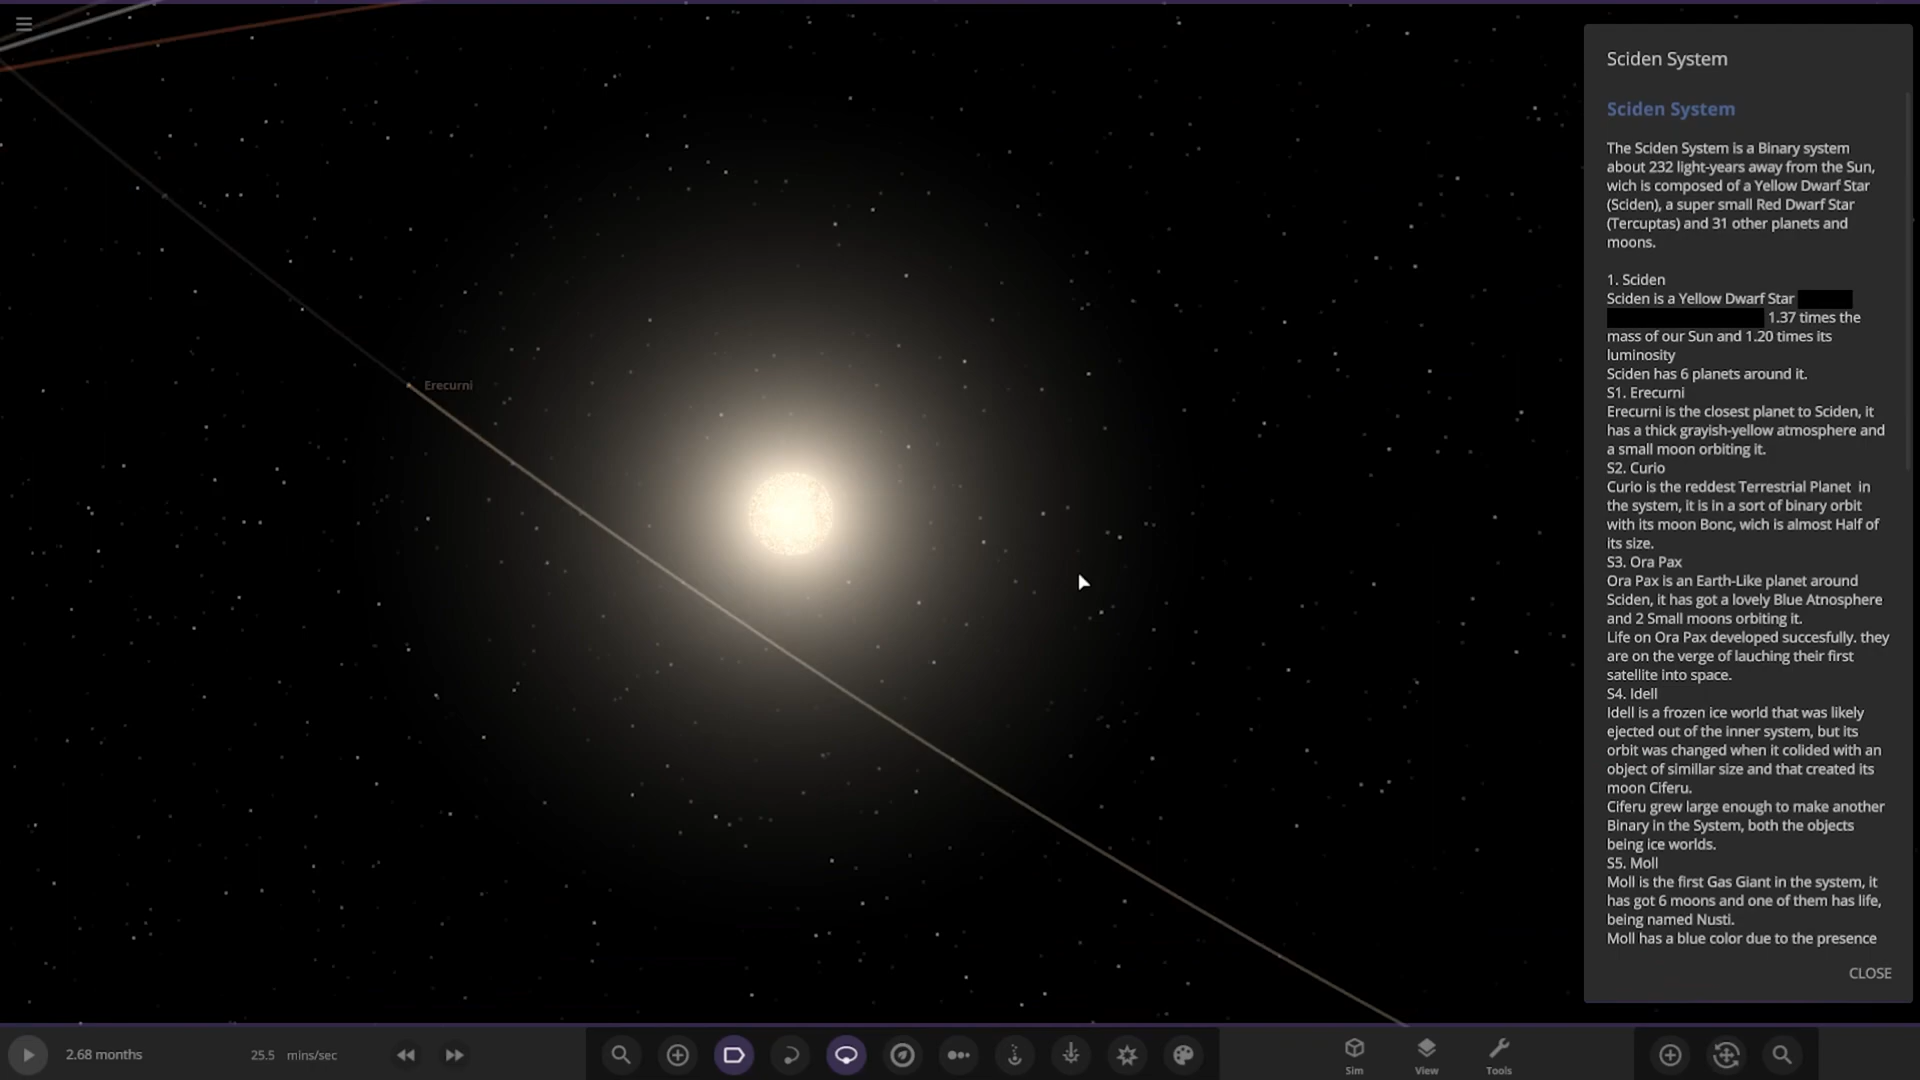 Sciden System
Sciden System
The Sciden System is a Binary system
about 232 light-years away from the Sun,
wich is composed of a Yellow Dwarf Star
(Sciden), a super small Red Dwarf Star
(Tercuptas) and 31 other planets and
moons.
1. Sciden
Sciden is a Yellow Dwarf Star
1.37 times the
mass of our Sun and 1.20 times its
luminosity
Sciden has 6 planets around it.
S1. Erecurni
Erecurni is the closest planet to Sciden, it
has a thick grayish-yellow atmosphere and
a small moon orbiting it.
S2. Curio
Curio is the reddest Terrestrial Planet  in
the system, it is in a sort of binary orbit
with its moon Bonc, wich is almost Half of
its size.
S3. Ora Pax
Ora Pax is an Earth-Like planet around
Sciden, it has got a lovely Blue Atnosphere
and 2 Small moons orbiting it.
Life on Ora Pax developed succesfully. they
are on the verge of lauching their first
satellite into space.
S4. Idell
Idell is a frozen ice world that was likely
ejected out of the inner system, but its
orbit was changed when it colided with an
object of simillar size and that created its
moon Ciferu.
Ciferu grew large enough to make another
Binary in the System, both the objects
being ice worlds.
S5. Moll
Moll is the first Gas Giant in the system, it
has got 6 moons and one of them has life,
being named Nusti.
Moll has a blue color due to the presence
CLOSE
Erecurni
2.68 months
25.5 mins/sec
Sim
View
Tools